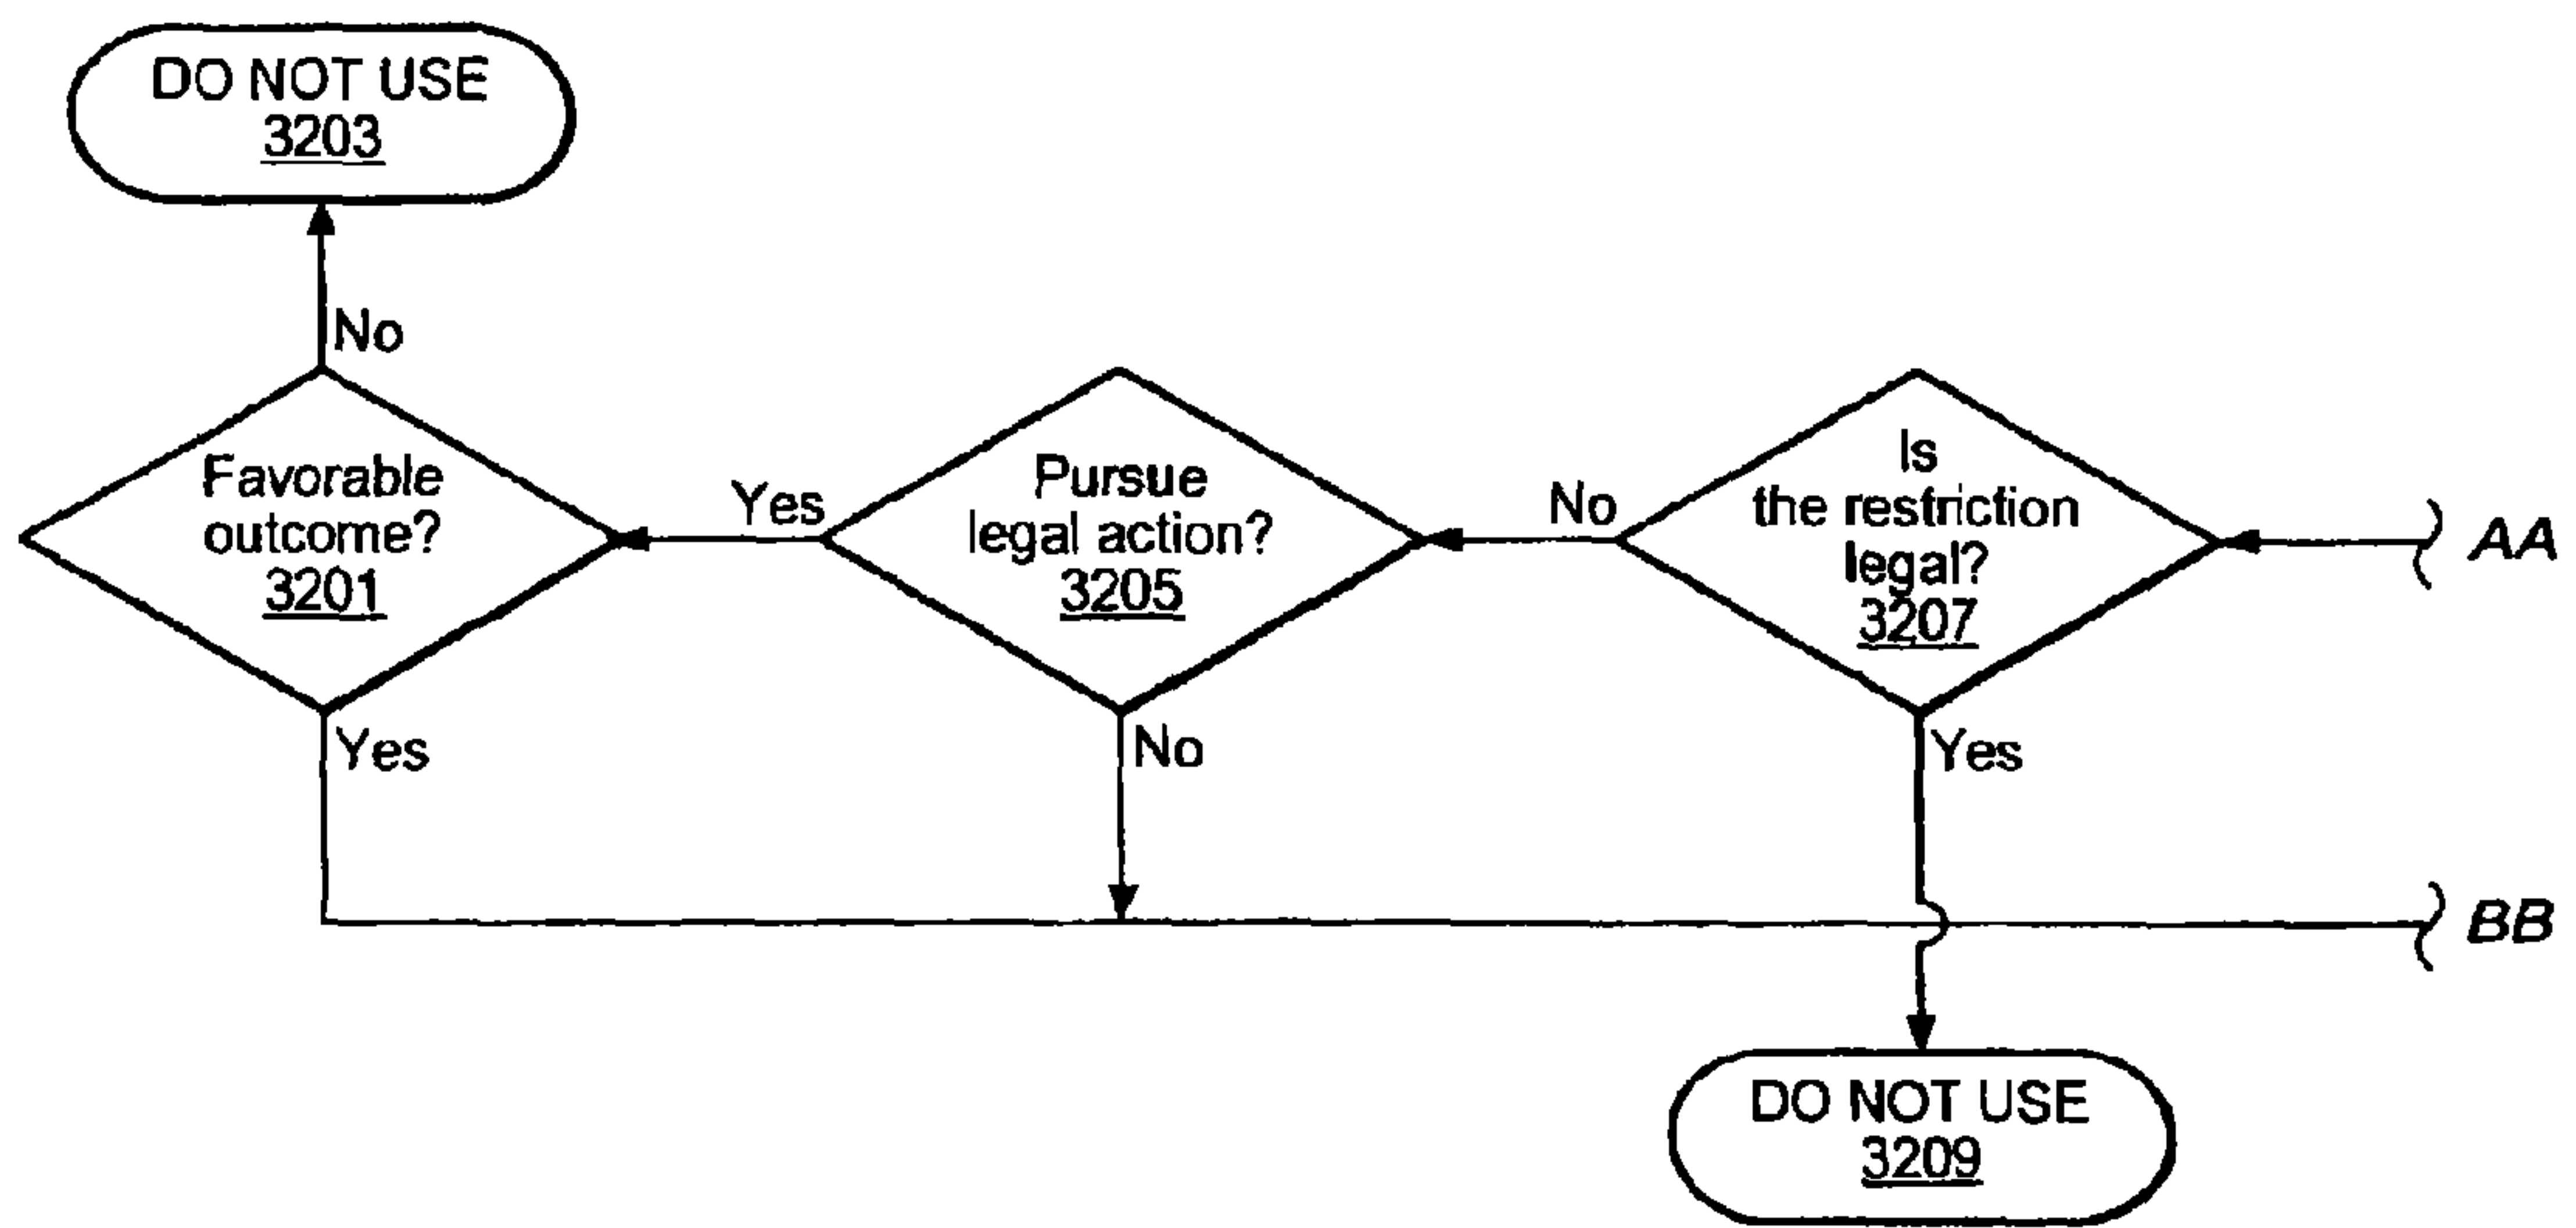 DO NOT USE
3203
No
Favorable
outcome?
3201
Yes
Yes
Pursue
legal action?
3205
No
No
Is
the restriction
legal?
3207
Yes
AA
BB
DO NOT USE
3209